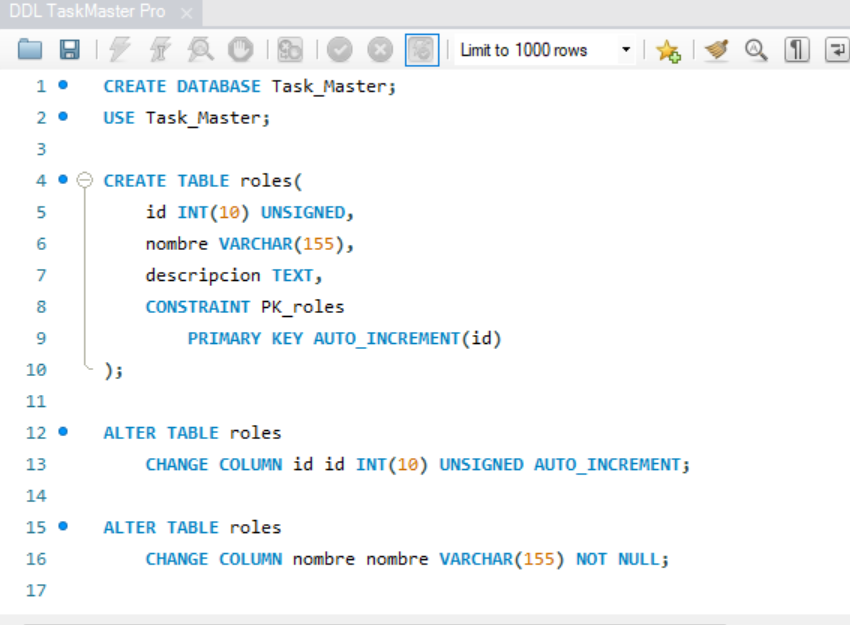 DDL TaskMaster Pro ×
Limit to 1000 rows
1 CREATE DATABASE Task_Master;
2 USE Task_Master;
3
4 CREATE TABLE roles(
5 id INT(10) UNSIGNED,
6 nombre VARCHAR(155),
7 descripcion TEXT,
8 CONSTRAINT PK_roles
9 PRIMARY KEY AUTO_INCREMENT(id)
10 );
11
12 ALTER TABLE roles
13 CHANGE COLUMN id id INT(10) UNSIGNED AUTO_INCREMENT;
14
15 ALTER TABLE roles
16 CHANGE COLUMN nombre nombre VARCHAR(155) NOT NULL;
17